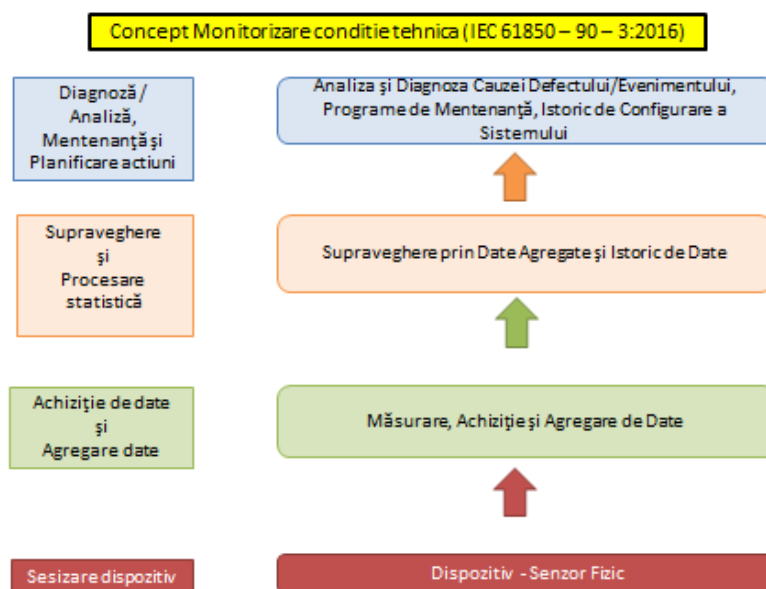 Concept Monitorizare conditie tehnica (IEC 61850 – 90 – 3:2016)
Diagnoză /
Analiză,
Mentenanță și
Planificare actiuni
Analiza și Diagnoza Cauzei Defectului/Evenimentului,
Programe de Mentenanță, Istoric de Configurare a
Sistemului
Supraveghere
și
Procesare
statistică
Supraveghere prin Date Agregate și Istoric de Date
Achiziție de date
și
Agregare date
Măsurare, Achiziție și Agregare de Date
Sesizare dispozitiv
Dispozitiv - Senzor Fizic